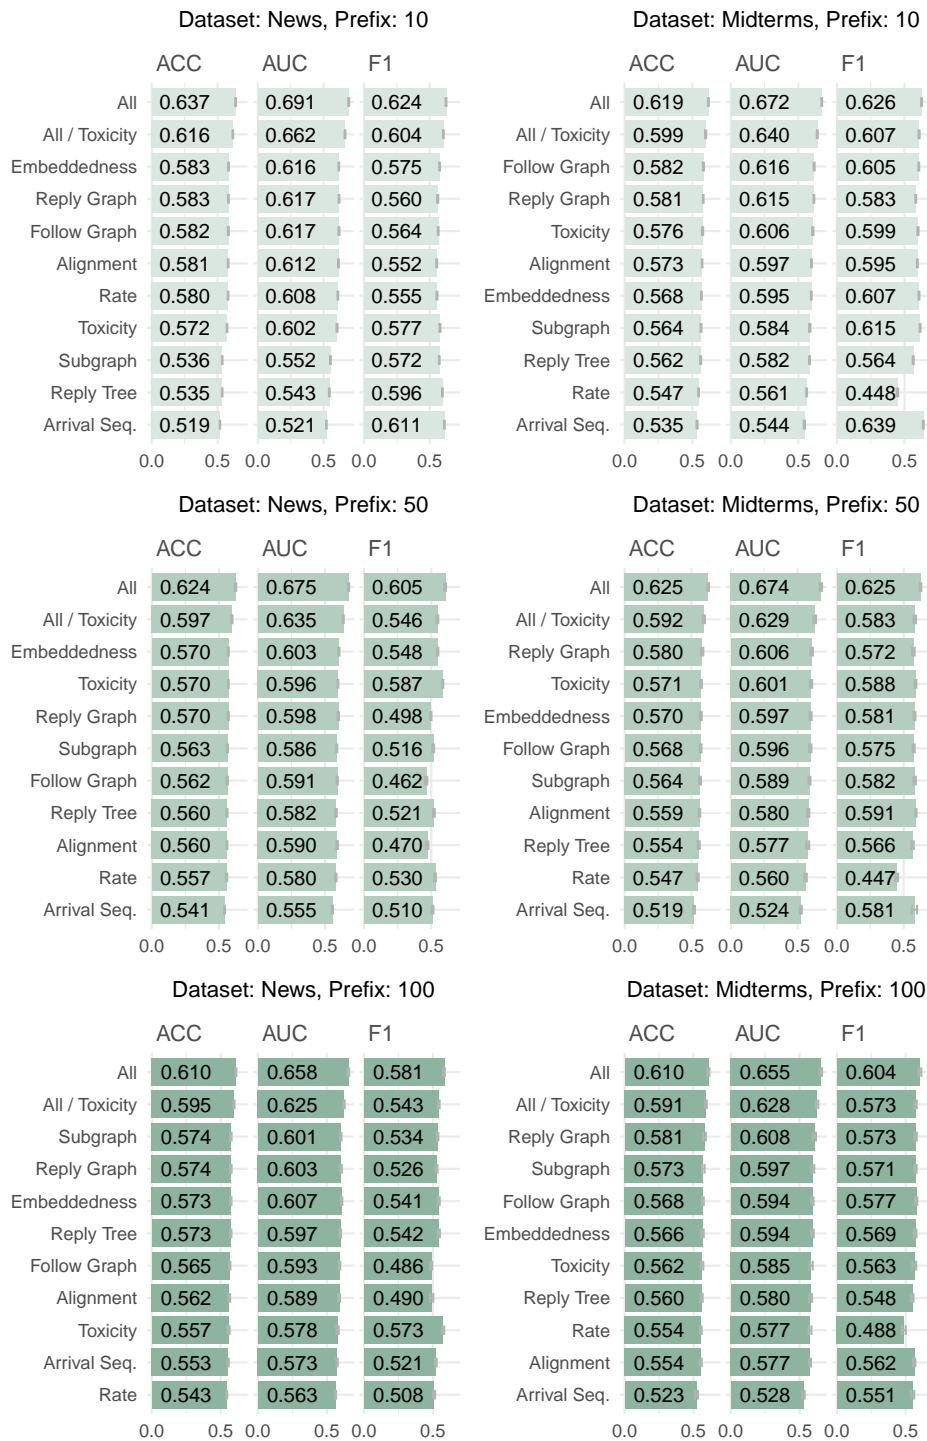 Dataset: News, Prefix: 10
ACC AUC F1
All 0.637 0.691 0.624
All / Toxicity 0.616 0.662 0.604
Embeddedness 0.583 0.616 0.575
Reply Graph 0.583 0.617 0.560
Follow Graph 0.582 0.617 0.564
Alignment 0.581 0.612 0.552
Rate 0.580 0.608 0.555
Toxicity 0.572 0.602 0.577
Subgraph 0.536 0.552 0.572
Reply Tree 0.535 0.543 0.596
Arrival Seq. 0.519 0.521 0.611
0.0 0.5 0.0 0.5 0.0 0.5
Dataset: Midterms, Prefix: 10
ACC AUC F1
All 0.619 0.672 0.626
All / Toxicity 0.599 0.640 0.607
Follow Graph 0.582 0.616 0.605
Reply Graph 0.581 0.615 0.583
Toxicity 0.576 0.606 0.599
Alignment 0.573 0.597 0.595
Embeddedness 0.568 0.595 0.607
Subgraph 0.564 0.584 0.615
Reply Tree 0.562 0.582 0.564
Rate 0.547 0.561 0.448
Arrival Seq. 0.535 0.544 0.639
0.0 0.5 0.0 0.5 0.0 0.5
Dataset: News, Prefix: 50
ACC AUC F1
All 0.624 0.675 0.605
All / Toxicity 0.597 0.635 0.546
Embeddedness 0.570 0.603 0.548
Toxicity 0.570 0.596 0.587
Reply Graph 0.570 0.598 0.498
Subgraph 0.563 0.586 0.516
Follow Graph 0.562 0.591 0.462
Reply Tree 0.560 0.582 0.521
Alignment 0.560 0.590 0.470
Rate 0.557 0.580 0.530
Arrival Seq. 0.541 0.555 0.510
0.0 0.5 0.0 0.5 0.0 0.5
Dataset: Midterms, Prefix: 50
ACC AUC F1
All 0.625 0.674 0.625
All / Toxicity 0.592 0.629 0.583
Reply Graph 0.580 0.606 0.572
Toxicity 0.571 0.601 0.588
Embeddedness 0.570 0.597 0.581
Follow Graph 0.568 0.596 0.575
Subgraph 0.564 0.589 0.582
Alignment 0.559 0.580 0.591
Reply Tree 0.554 0.577 0.566
Rate 0.547 0.560 0.447
Arrival Seq. 0.519 0.524 0.581
0.0 0.5 0.0 0.5 0.0 0.5
Dataset: News, Prefix: 100
ACC AUC F1
All 0.610 0.658 0.581
All / Toxicity 0.595 0.625 0.543
Subgraph 0.574 0.601 0.534
Reply Graph 0.574 0.603 0.526
Embeddedness 0.573 0.607 0.541
Reply Tree 0.573 0.597 0.542
Follow Graph 0.565 0.593 0.486
Alignment 0.562 0.589 0.490
Toxicity 0.557 0.578 0.573
Arrival Seq. 0.553 0.573 0.521
Rate 0.543 0.563 0.508
0.0 0.5 0.0 0.5 0.0 0.5
Dataset: Midterms, Prefix: 100
ACC AUC F1
All 0.610 0.655 0.604
All / Toxicity 0.591 0.628 0.573
Reply Graph 0.581 0.608 0.573
Subgraph 0.573 0.597 0.571
Follow Graph 0.568 0.594 0.577
Embeddedness 0.566 0.594 0.569
Toxicity 0.562 0.585 0.563
Reply Tree 0.560 0.580 0.548
Rate 0.554 0.577 0.488
Alignment 0.554 0.577 0.562
Arrival Seq. 0.523 0.528 0.551
0.0 0.5 0.0 0.5 0.0 0.5